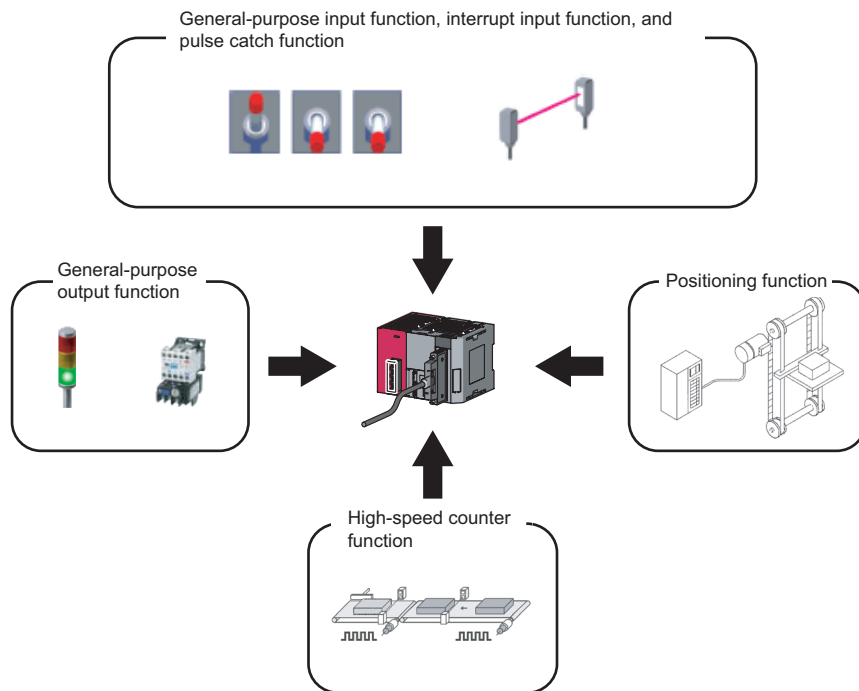 General-purpose input function, interrupt input function, and
pulse catch function
General-purpose
output function
Positioning function
High-speed counter
function